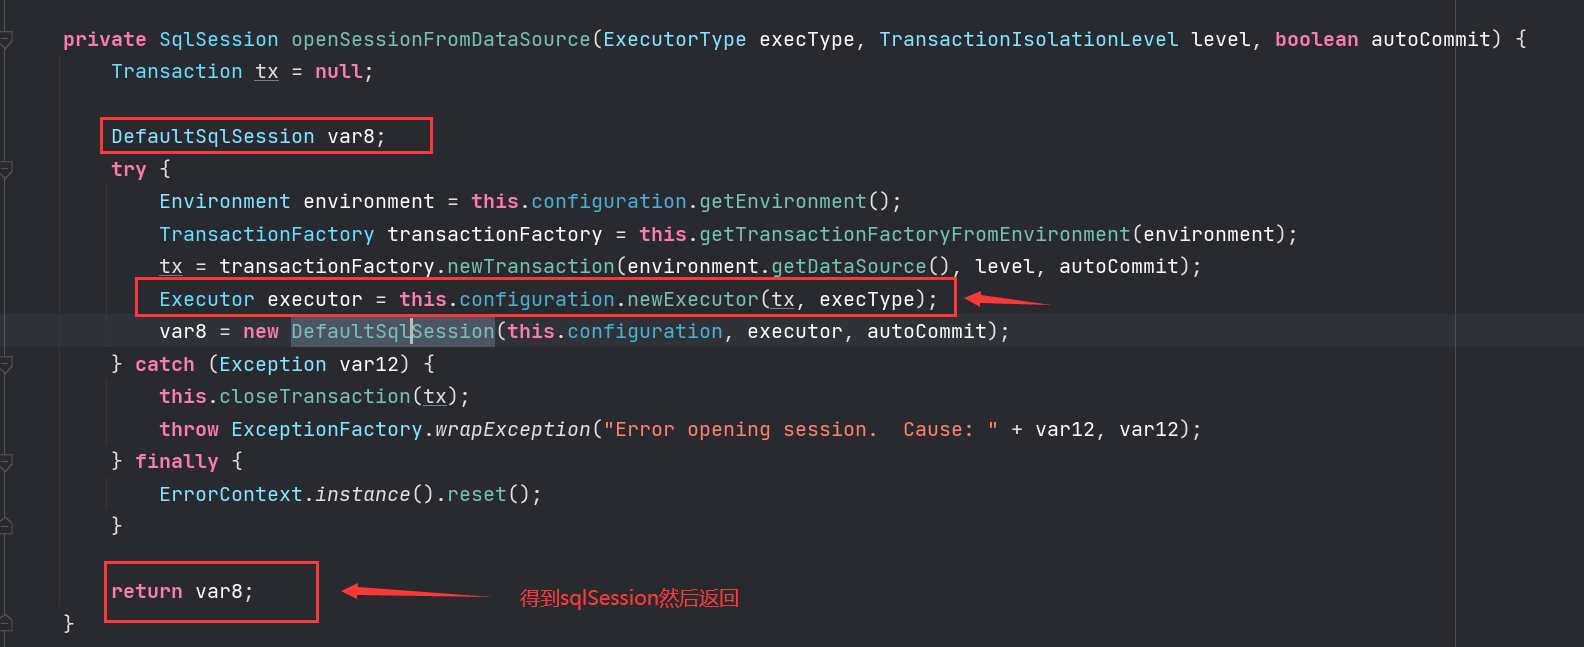 private SqlSession openSessionFromDataSource(ExecutorType execType, TransactionIsolationLevel level, boolean autoCommit) {
Transaction tx = null;
DefaultSqlSession var8;
try {
Environment environment = this.configuration.getEnvironment();
TransactionFactory transactionFactory = this.getTransactionFactoryFromEnvironment(environment);
tx = transactionFactory.newTransaction(environment.getDataSource(), level, autoCommit);
Executor executor = this.configuration.newExecutor(tx, execType);
var8 = new DefaultSqlSession(this.configuration, executor, autoCommit);
} catch (Exception var12) {
this.closeTransaction(tx);
throw ExceptionFactory.wrapException("Error opening session.  Cause: " + var12, var12);
} finally {
ErrorContext.instance().reset();
}
return var8;
得到sqlSession然后返回
}